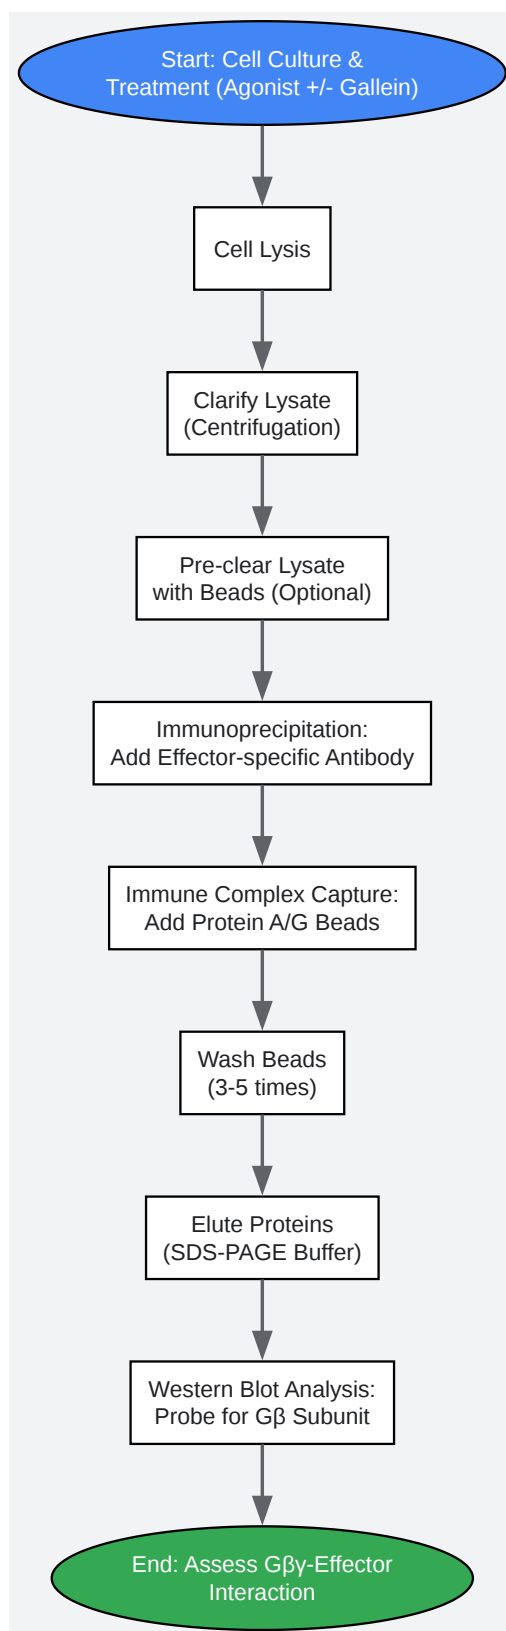 Start: Cell Culture &
Treatment (Agonist +/- Gallein)
Cell Lysis
Clarify Lysate
(Centrifugation)
Pre-clear Lysate
with Beads (Optional)
Immunoprecipitation:
Add Effector-specific Antibody
Immune Complex Capture:
Add Protein A/G Beads
Wash Beads
(3-5 times)
Elute Proteins
(SDS-PAGE Buffer)
Western Blot Analysis:
Probe for Gβ Subunit
End: Assess Gβγ-Effector
Interaction